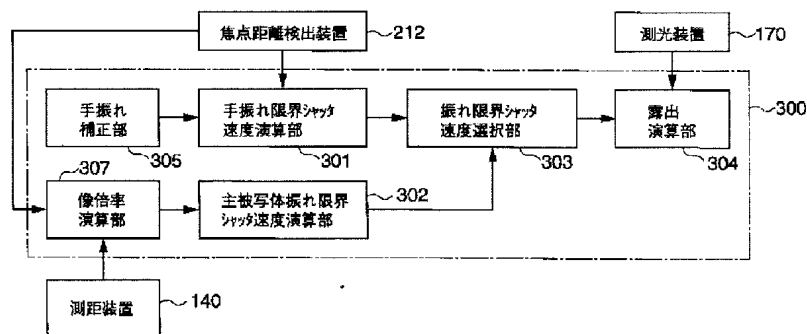 焦点距離検出装置
212
測光装置
170
手振れ
補正部
305
手振れ限界シャッタ
速度演算部
301
振れ限界シャッタ
速度選択部
303
露出
演算部
304
300
307
像倍率
演算部
主被写体振れ限界
シャッタ速度演算部
302
測距装置
140